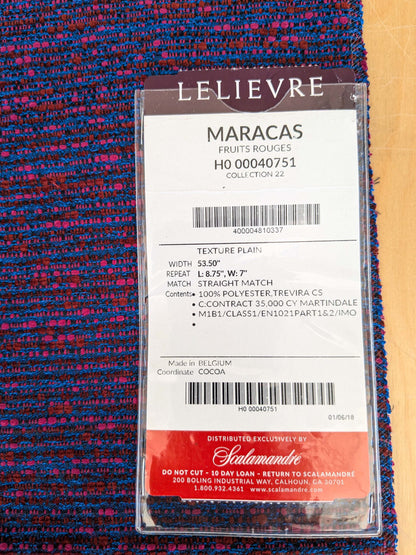 LELIEVRE
MARACAS
FRUITS ROUGES
H0 00040751
COLLECTION 22
400004810337
TEXTURE PLAIN
WIDTH 53.50"
REPEAT L: 8.75", W: 7"
MATCH STRAIGHT MATCH
Contents: • 100% POLYESTER,TREVIRA CS
• C:CONTRACT 35,000 CY MARTINDALE
• M1B1/CLASS1/EN1021PART1&2/IMO
•
Made in BELGIUM
Coordinate COCOA
H0 00040751
01/06/18
DISTRIBUTED EXCLUSIVELY BY
Scalamandré
DO NOT CUT - 10 DAY LOAN - RETURN TO SCALAMANDRÉ
200 BOLING INDUSTRIAL WAY, CALHOUN, GA 30701
1.800.932.4361 www.scalamandre.com